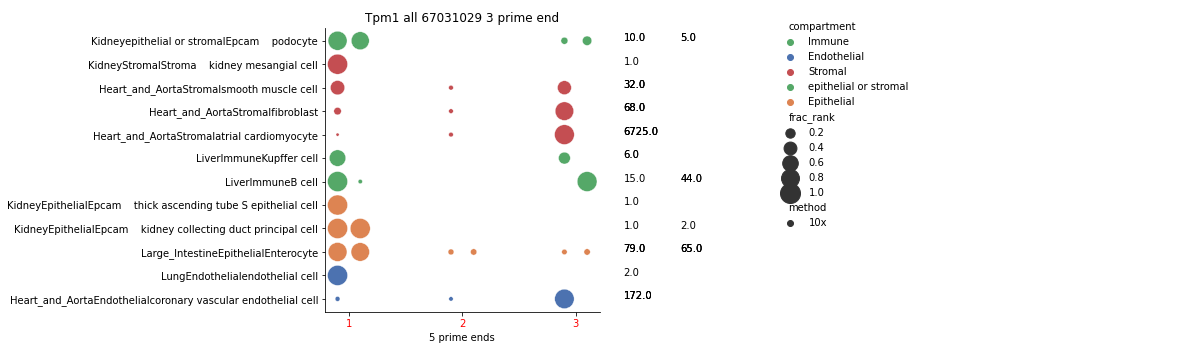 Tpm1 all 67031029 3 prime end
Kidneyepithelial or stromalEpcam    podocyte 10.0 5.0
KidneyStromalStroma    kidney mesangial cell 1.0
Heart_and_AortaStromalsmooth muscle cell 32.0
Heart_and_AortaStromalfibroblast 68.0
Heart_and_AortaStromalatrial cardiomyocyte 6725.0
LiverImmuneKupffer cell 6.0
LiverImmuneB cell 15.0 44.0
KidneyEpithelialEpcam    thick ascending tube S epithelial cell 1.0
KidneyEpithelialEpcam    kidney collecting duct principal cell 1.0 2.0
Large_IntestineEpithelialEnterocyte 79.0 65.0
LungEndothelialendothelial cell 2.0
Heart_and_AortaEndothelialcoronary vascular endothelial cell 172.0
1 2 3
5 prime ends
compartment
Immune
Endothelial
Stromal
epithelial or stromal
Epithelial
frac_rank
0.2
0.4
0.6
0.8
1.0
method
10x